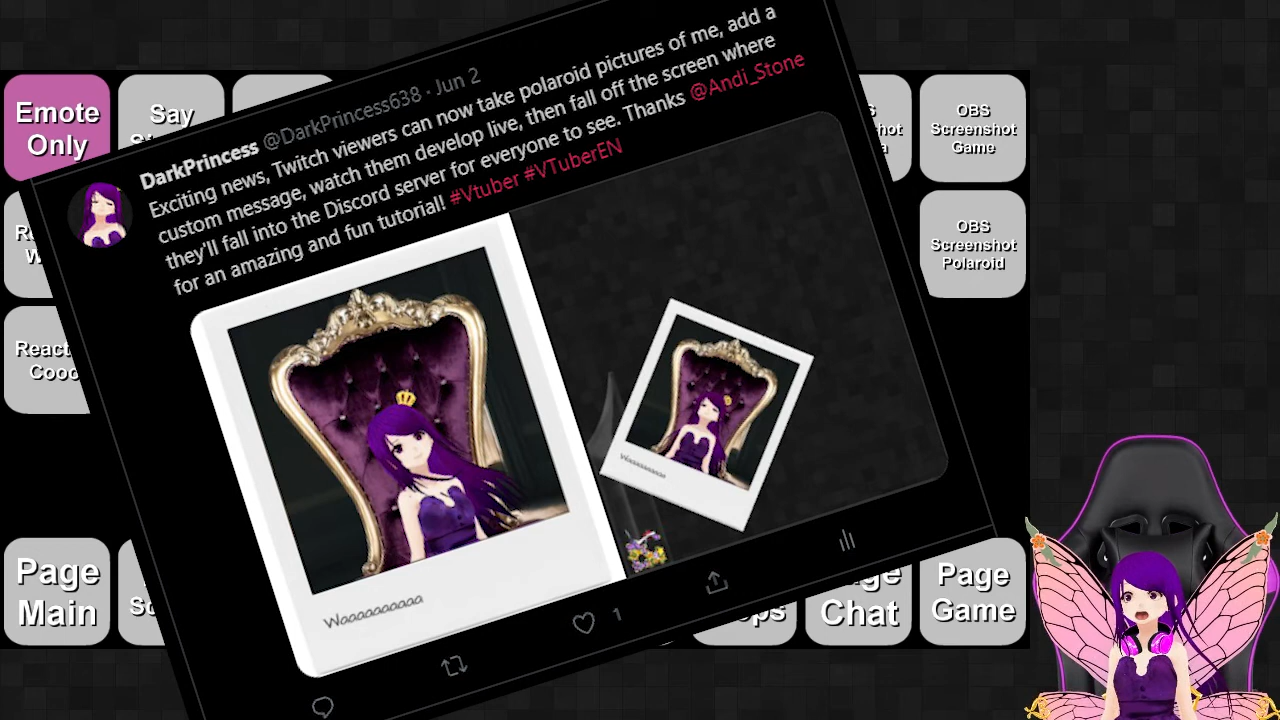 Emote
Only
Say
OBS
Screenshot
Game
OBS
Screenshot
Polaroid
React
Page
Main
Chat
Page
Game
DarkPrincess @DarkPrincess638 · Jun 2
Exciting news, Twitch viewers can now take polaroid pictures of me, add a
custom message, watch them develop live, then fall off the screen where
they'll fall into the Discord server for everyone to see. Thanks @Andi_Stone
for an amazing and fun tutorial! #Vtuber #VTuberEN
Waaaaaaaaaa
Waaaaaaaaaa
1